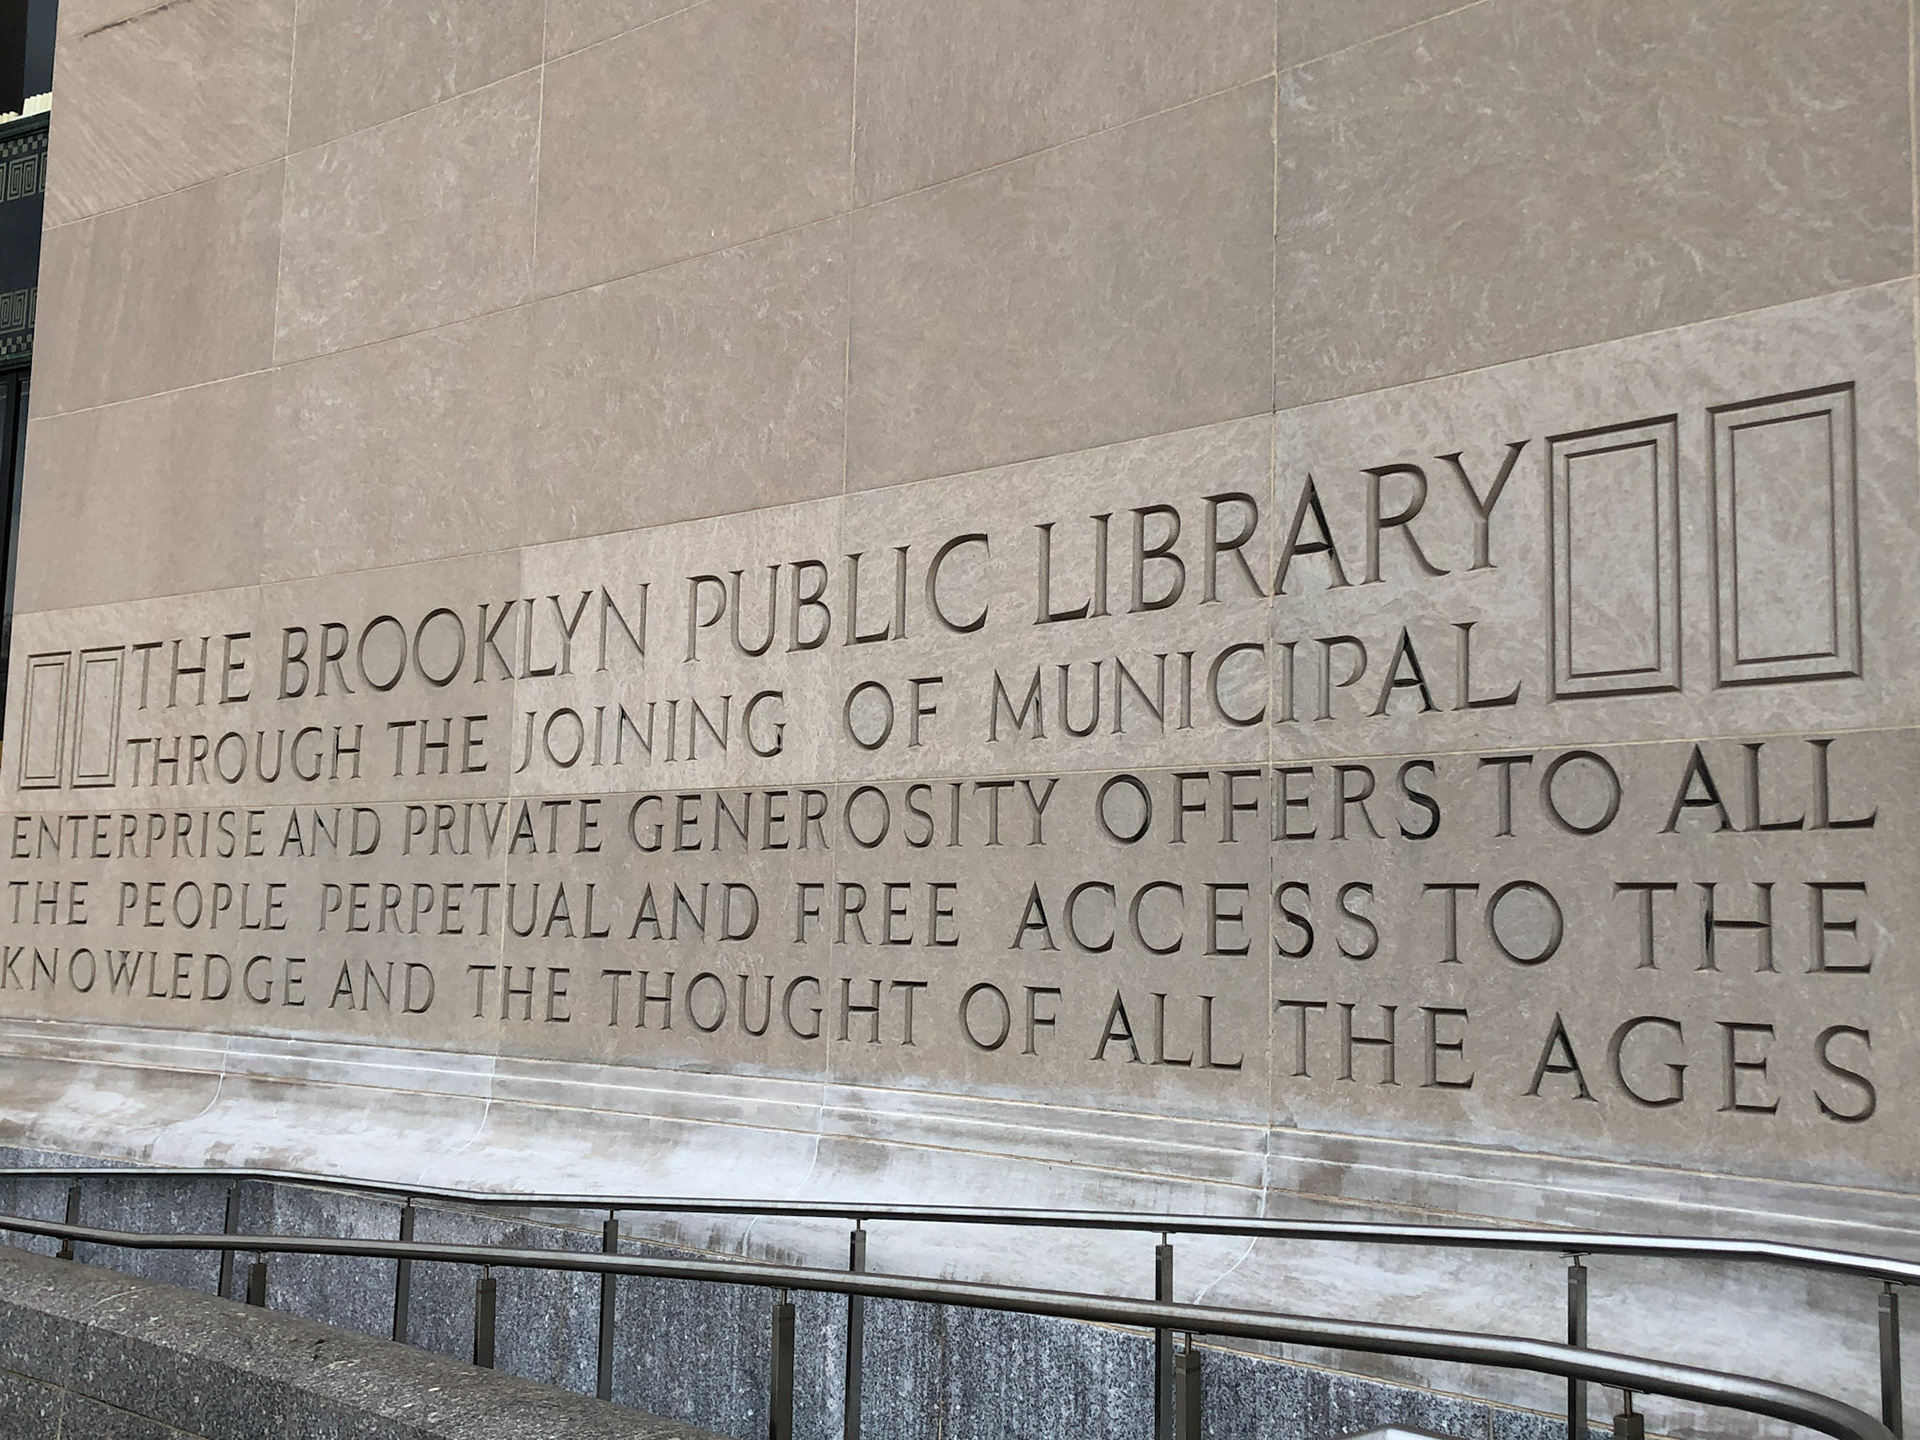 THE BROOKLYN PUBLIC LIBRARY
THROUGH THE JOINING OF MUNICIPAL
ENTERPRISE AND PRIVATE GENEROSITY OFFERS TO ALL
THE PEOPLE PERPETUAL AND FREE ACCESS TO THE
KNOWLEDGE AND THE THOUGHT OF ALL THE AGES